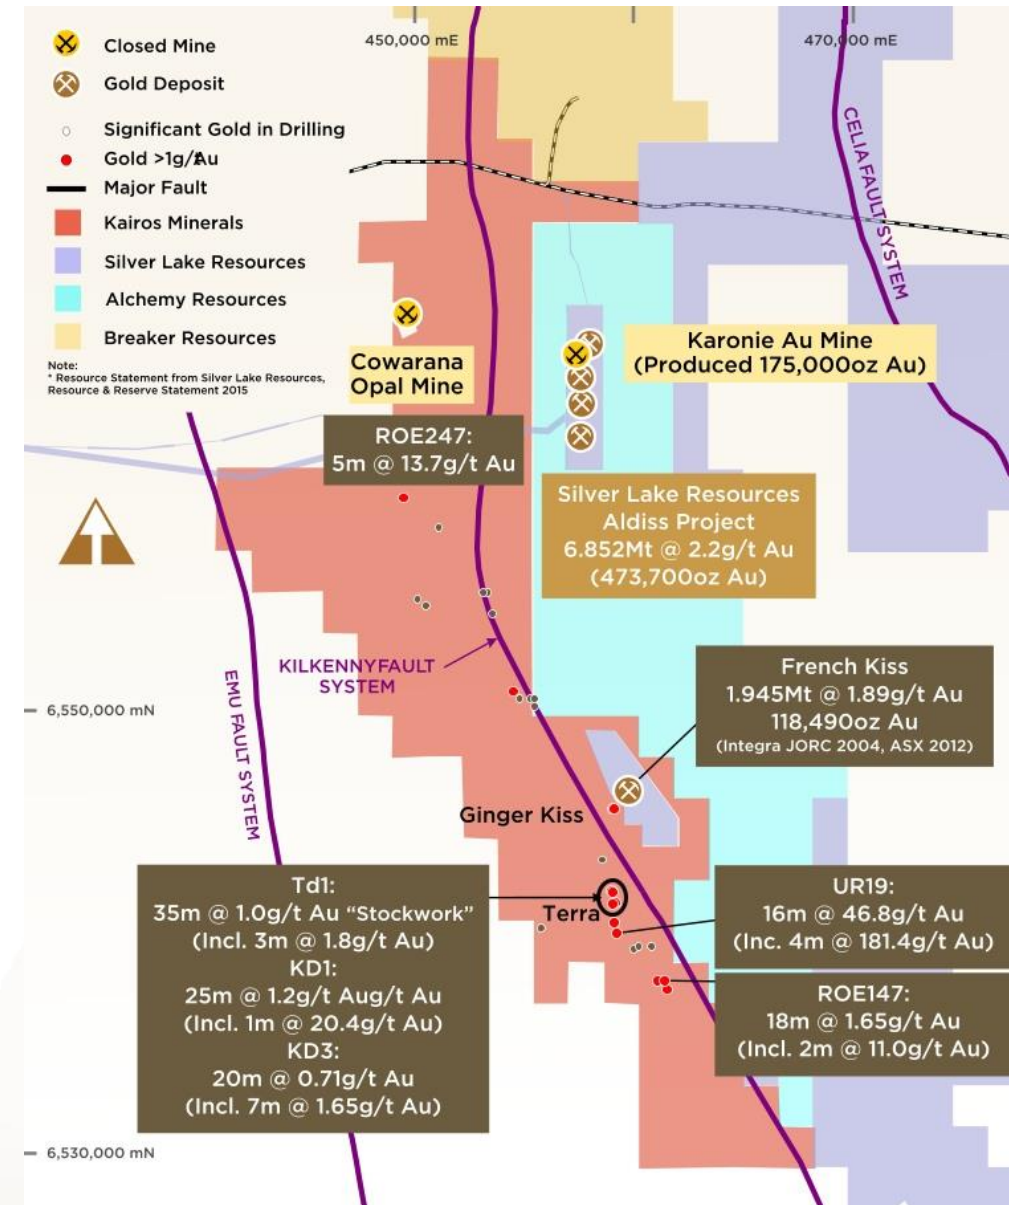 450,000 mE
470,000 mE
Closed Mine
Gold Deposit
Significant Gold in Drilling
Gold >1g/Au
Major Fault
Kairos Minerals
Silver Lake Resources
Alchemy Resources
Breaker Resources
Note:
* Resource Statement from Silver Lake Resources,
Resource & Reserve Statement 2015
CELIA FAULT SYSTEM
Cowarana
Opal Mine
Karonie Au Mine
(Produced 175,000oz Au)
ROE247:
5m @ 13.7g/t Au
Silver Lake Resources
Aldiss Project
6.852Mt @ 2.2g/t Au
(473,700oz Au)
KILKENNYFAULT
SYSTEM
EMU FAULT SYSTEM
French Kiss
1.945Mt @ 1.89g/t Au
118,490oz Au
(Integra JORC 2004, ASX 2012)
6,550,000 mN
Ginger Kiss
Terra
Td1:
35m @ 1.0g/t Au “Stockwork”
(Incl. 3m @ 1.8g/t Au)
KD1:
25m @ 1.2g/t Aug/t Au
(Incl. 1m @ 20.4g/t Au)
KD3:
20m @ 0.71g/t Au
(Incl. 7m @ 1.65g/t Au)
UR19:
16m @ 46.8g/t Au
(Inc. 4m @ 181.4g/t Au)
ROE147:
18m @ 1.65g/t Au
(Incl. 2m @ 11.0g/t Au)
6,530,000 mN